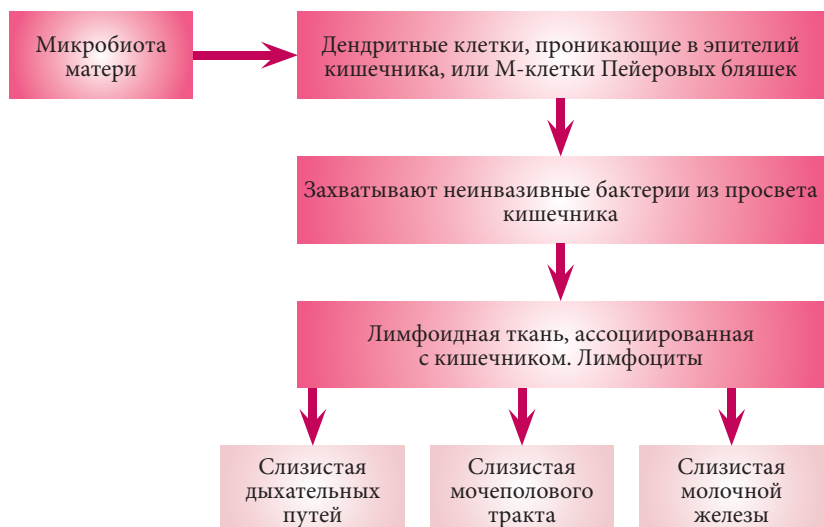 Микробиота
матери
Дендритные клетки, проникающие в эпителий
кишечника, или М-клетки Пейеровых бляшек
Захватывают неинвазивные бактерии из просвета
кишечника
Лимфоидная ткань, ассоциированная
с кишечником. Лимфоциты
Слизистая
дыхательных
путей
Слизистая
мочеполового
тракта
Слизистая
молочной
железы